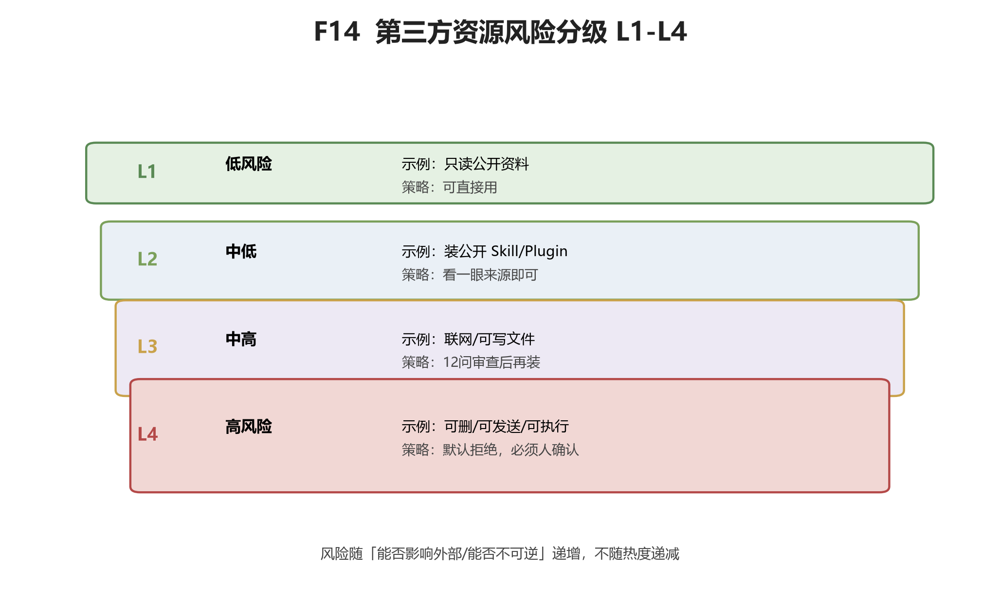 F14 第三方资源风险分级 L1-L4
L1
低风险
示例：只读公开资料
策略：可直接用
L2
中低
示例：装公开 Skill/Plugin
策略：看一眼来源即可
L3
中高
示例：联网/可写文件
策略：12问审查后再装
L4
高风险
示例：可删/可发送/可执行
策略：默认拒绝，必须人确认
风险随「能否影响外部/能否不可逆」递增，不随热度递减